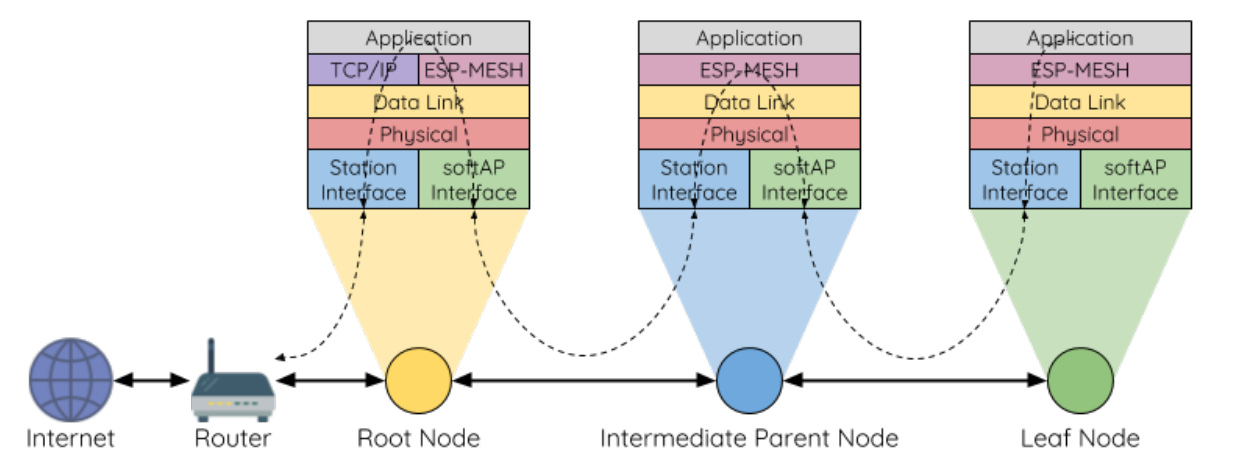 Application
TCP/IP ESP-MESH
Data Link
Physical
Station Interface
softAP Interface
Application
ESP-MESH
Data Link
Physical
Station Interface
softAP Interface
Application
ESP-MESH
Data Link
Physical
Station Interface
softAP Interface
Internet
Router
Root Node
Intermediate Parent Node
Leaf Node